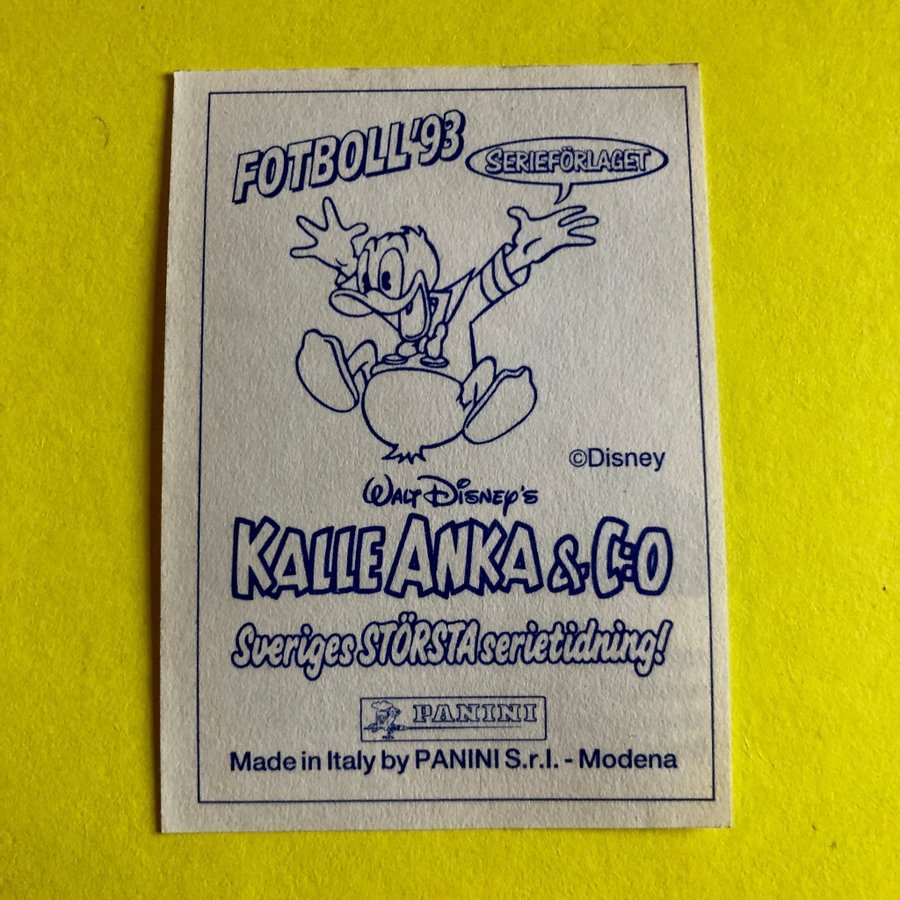 FOTBOLL'93
SERIEFÖRLAGET
©Disney
WALT DISNEY'S
KALLE ANKA & C:O
Sveriges STÖRSTA serietidning!
PANINI
Made in Italy by PANINI S.r.l. - Modena